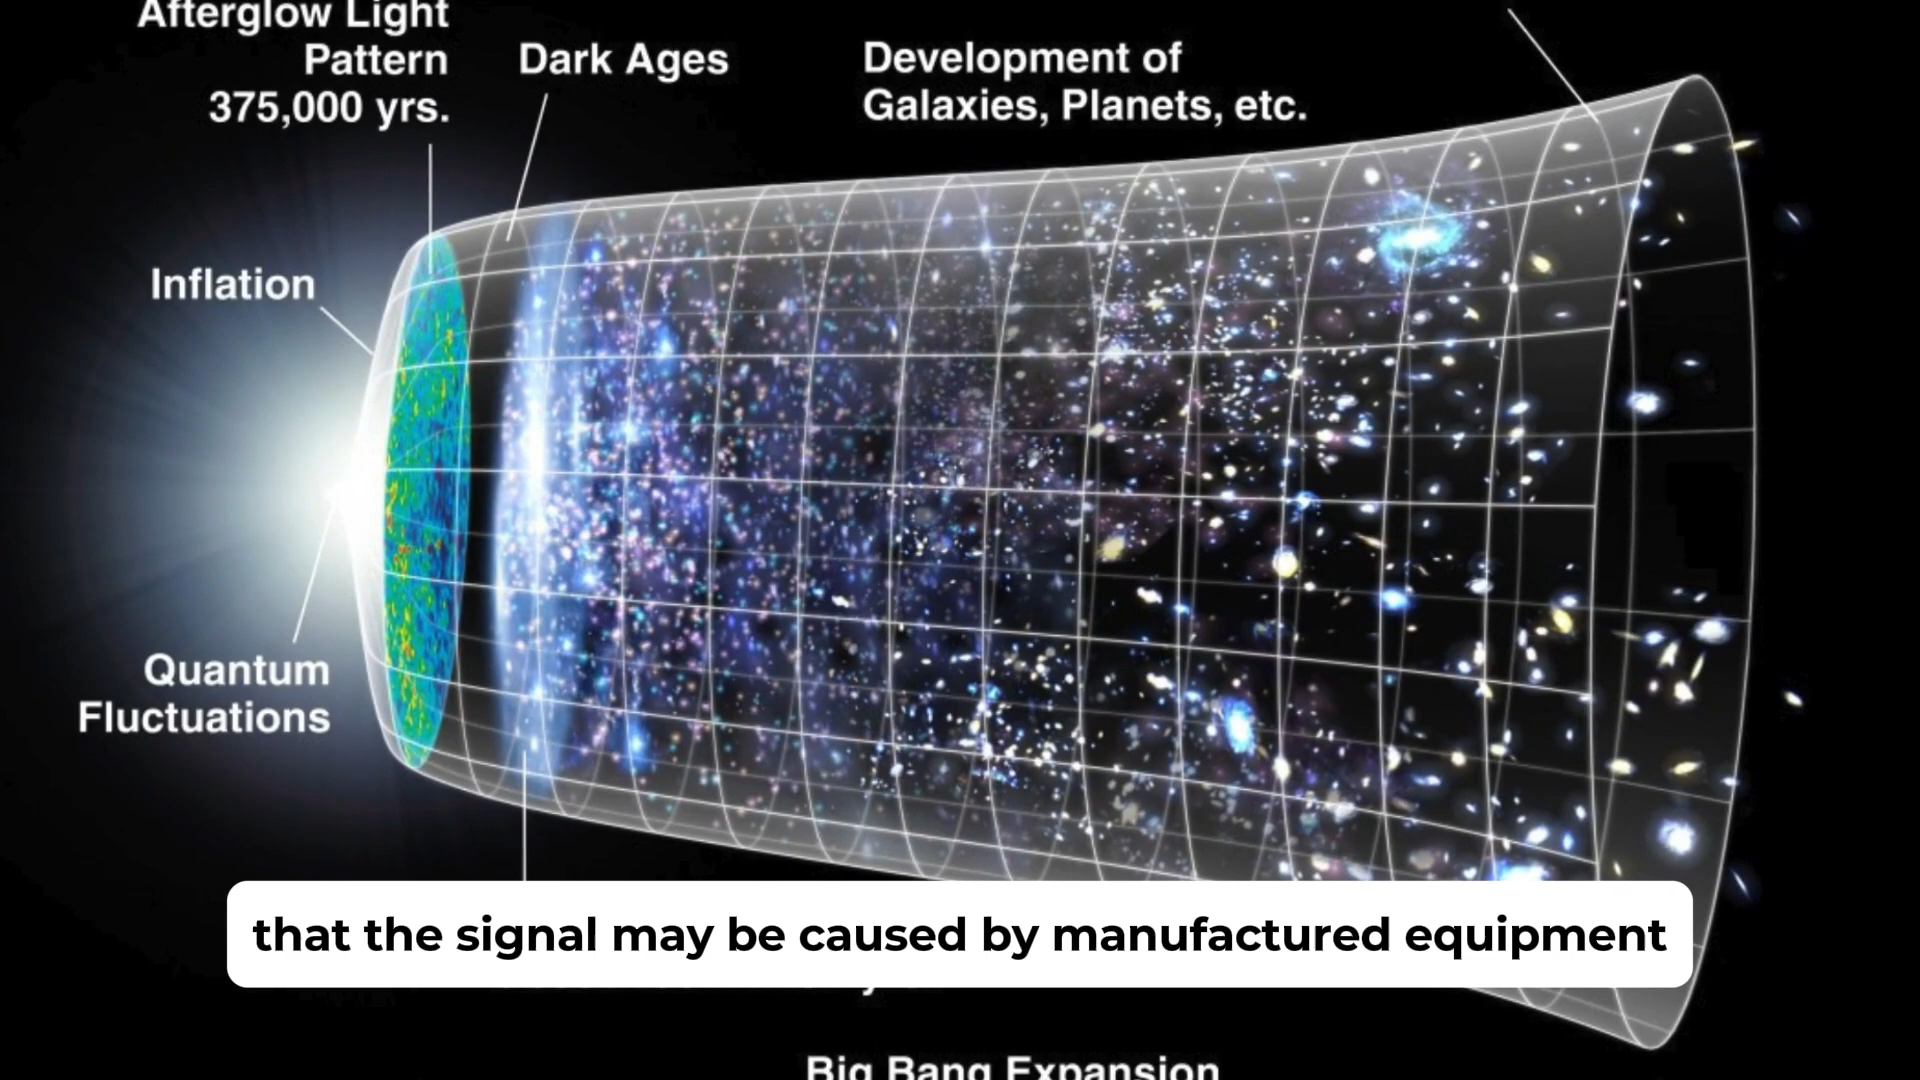 Afterglow Light
Pattern
375,000 yrs.
Dark Ages
Development of
Galaxies, Planets, etc.
Inflation
Quantum
Fluctuations
that the signal may be caused by manufactured equipment
Big Bang Expansion